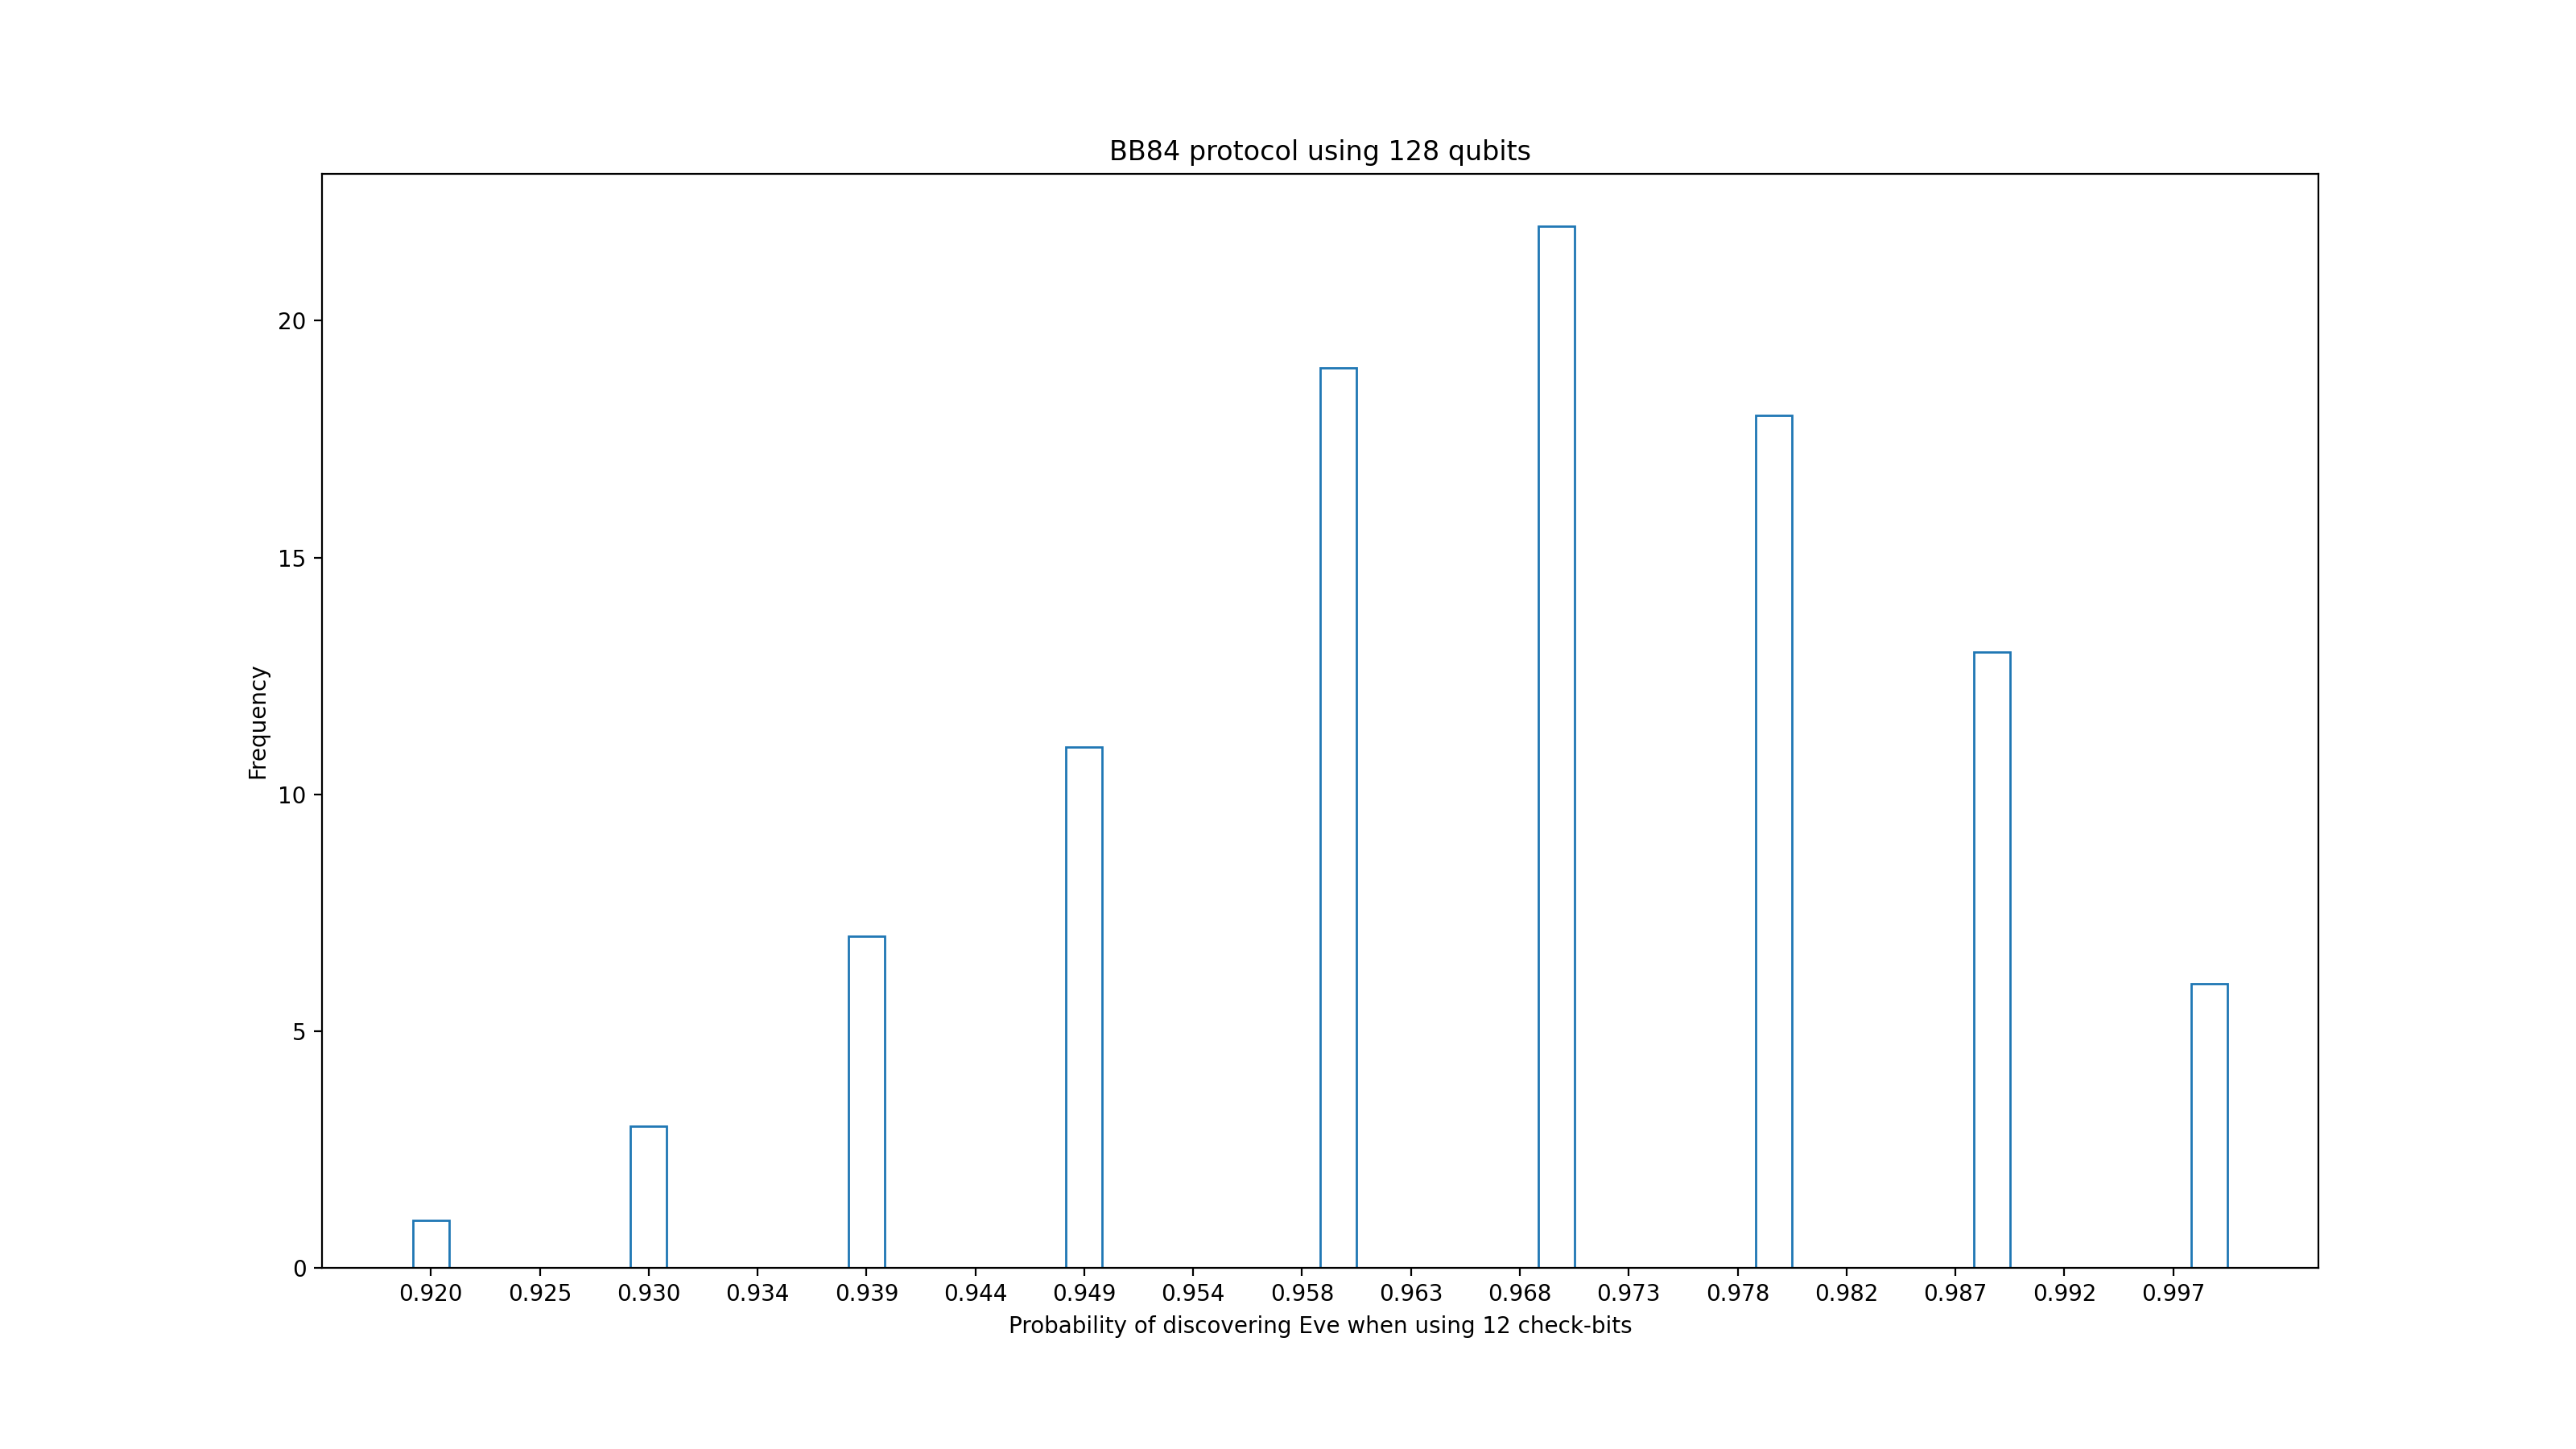 BB84 protocol using 128 qubits
Frequency
20
15
10
5
0
0.920 0.925 0.930 0.934 0.939 0.944 0.949 0.954 0.958 0.963 0.968 0.973 0.978 0.982 0.987 0.992 0.997
Probability of discovering Eve when using 12 check-bits